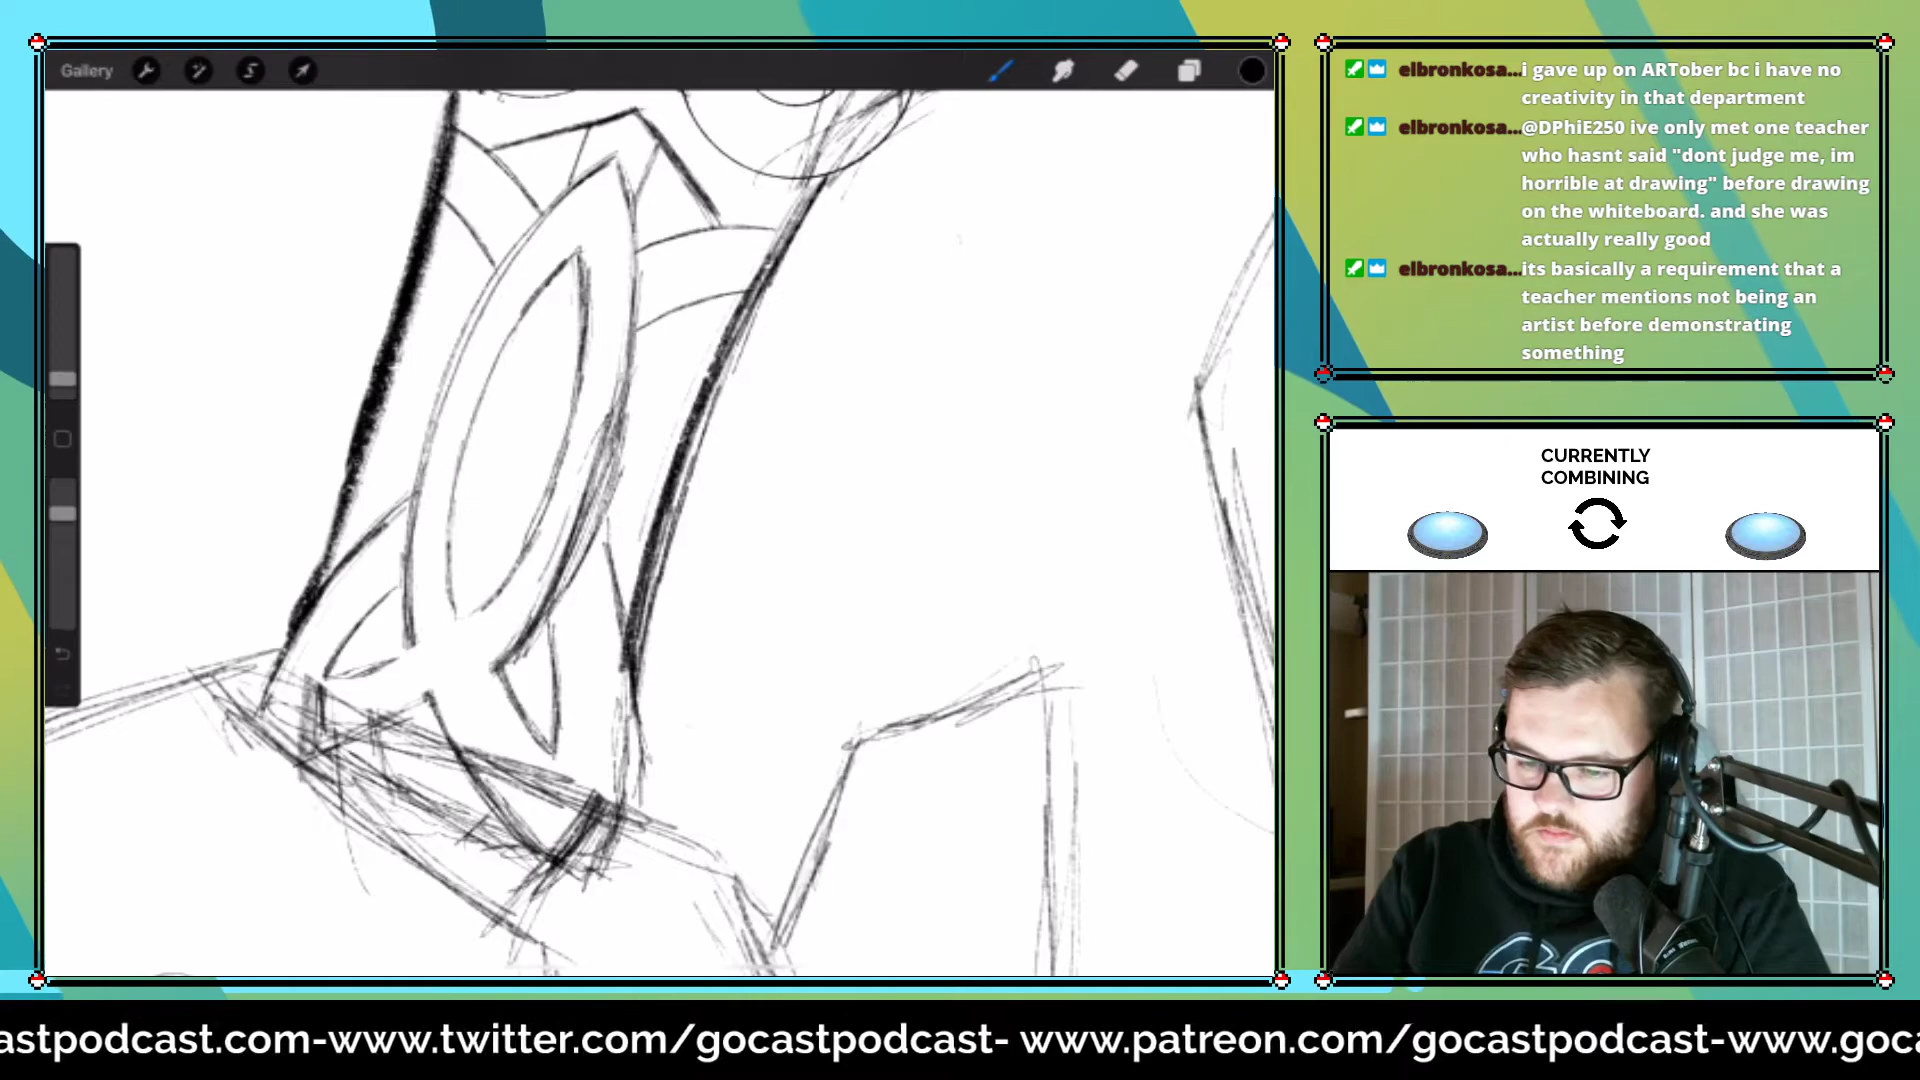 Gallery
elbronkosa... i gave up on ARTober bc i have no
creativity in that department
elbronkosa... @DPhiE250 ive only met one teacher
who hasnt said "dont judge me, im
horrible at drawing" before drawing
on the whiteboard. and she was
actually really good
elbronkosa... its basically a requirement that a
teacher mentions not being an
artist before demonstrating
something
CURRENTLY
COMBINING
GO
astpodcast.com-www.twitter.com/gocastpodcast- www.patreon.com/gocastpodcast-www.goc